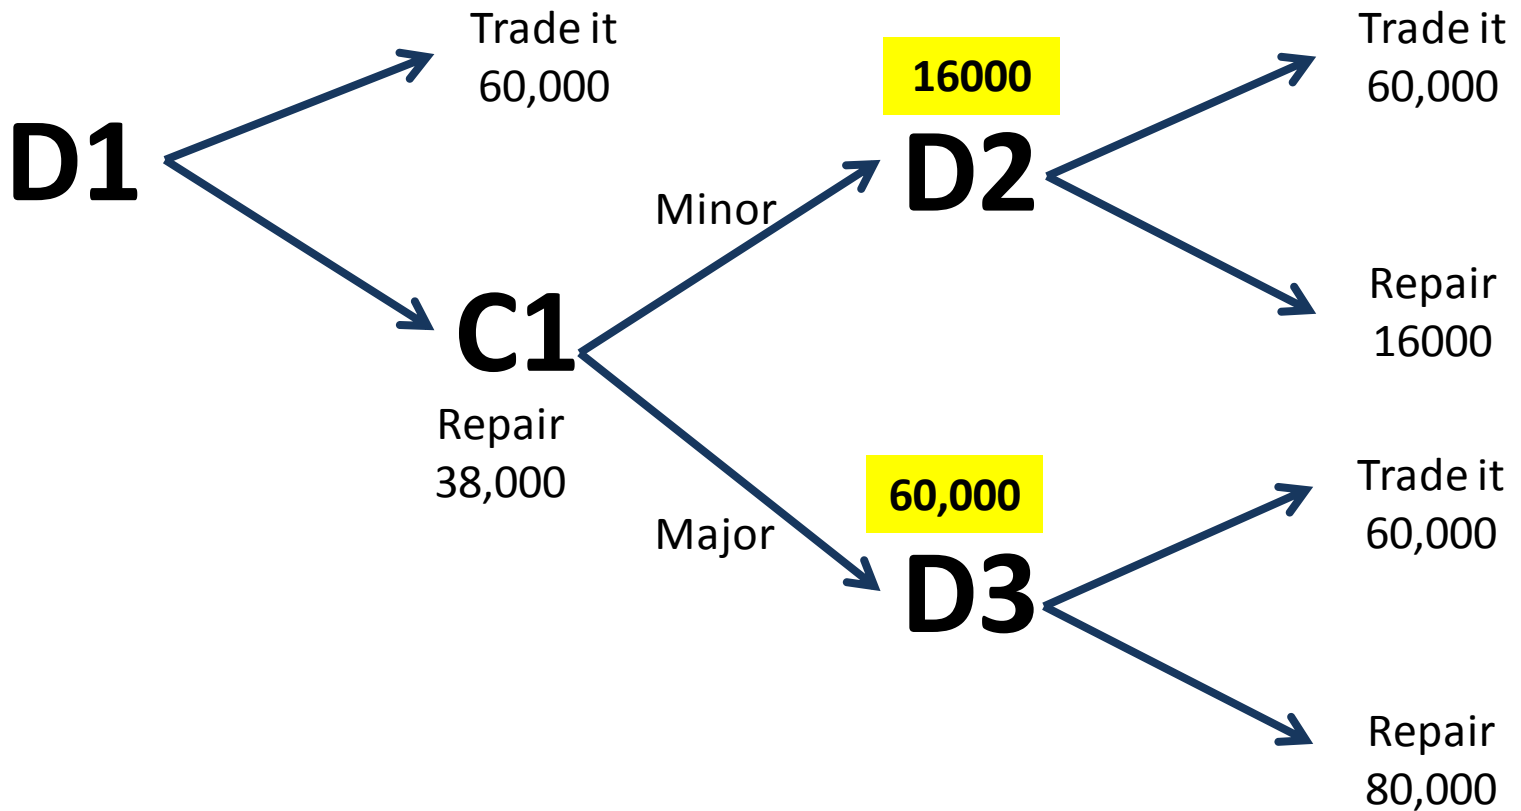 D1
Trade it
60,000
C1
Repair
38,000
Minor
Major
16000
D2
Trade it
60,000
Repair
16000
60,000
D3
Trade it
60,000
Repair
80,000